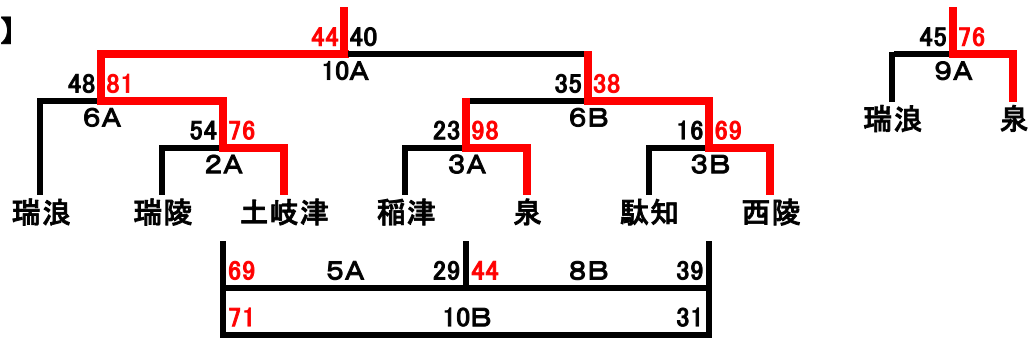 】
44 40 45 76
10A 9A
48 81 35 38
6A 6B 瑞浪 泉
54 76 23 98 16 69
2A 3A 3B
瑞浪 瑞陵 土岐津 稲津 泉 駄知 西陵
69 5A 29 44 8B 39
71 10B 31